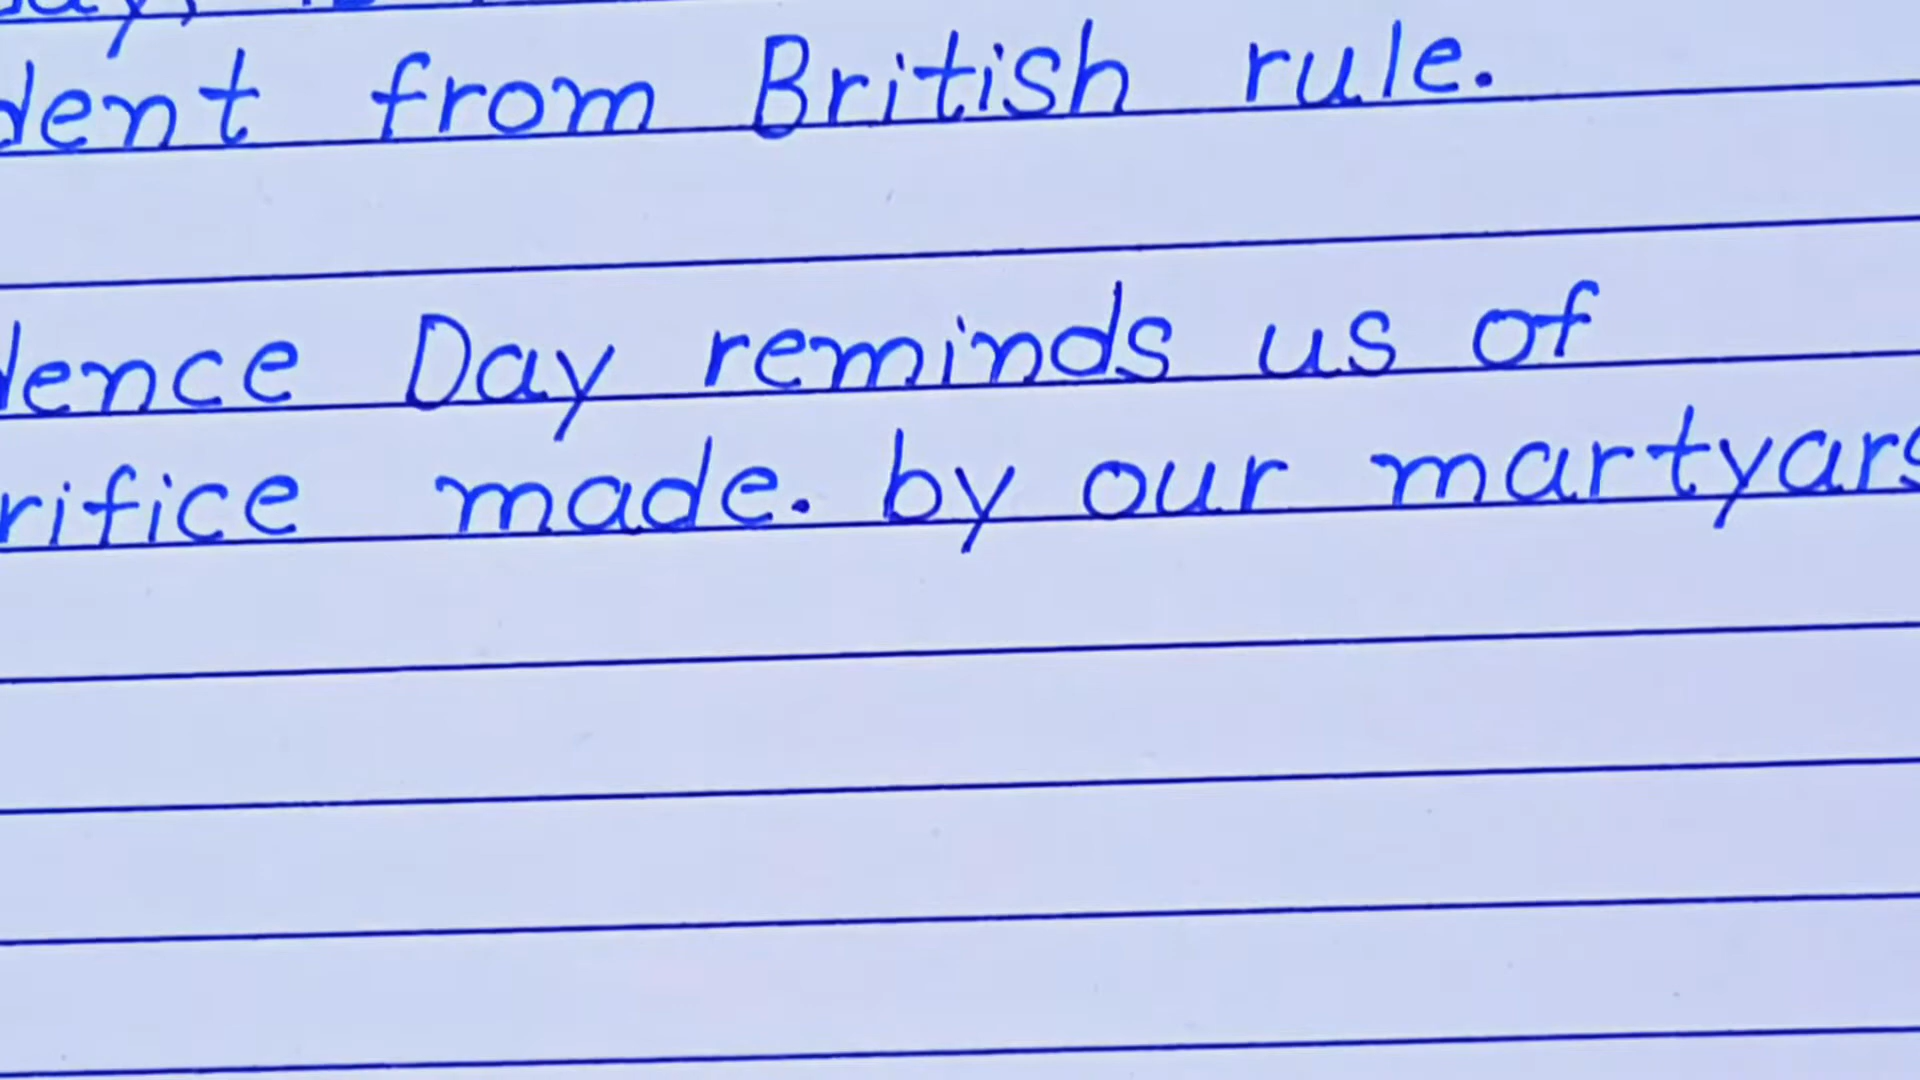 dent from British rule.
dence Day reminds us of
rifice made. by our martyars